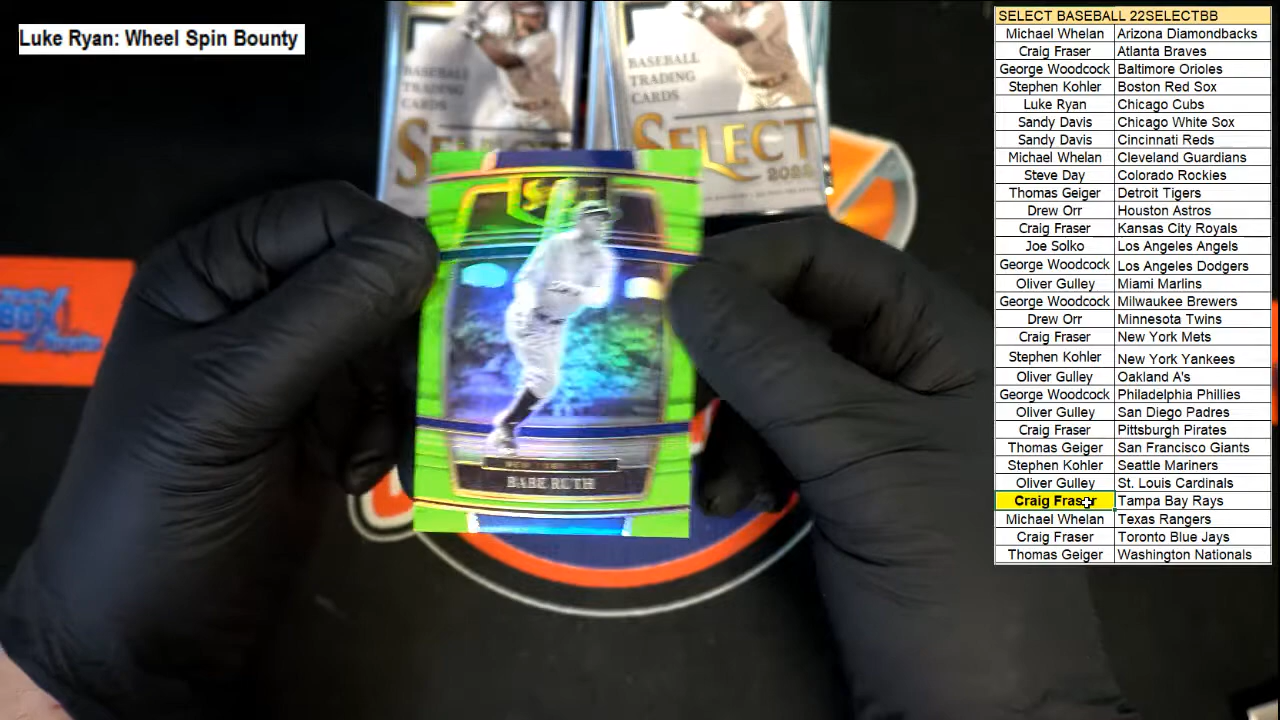 Luke Ryan: Wheel Spin Bounty
BASEBALL
TRADING
CARDS
SELECT
BASEBALL
TRADING
CARDS
SELECT
2022
NEW YORK
BABE RUTH
SELECT BASEBALL 22SELECTBB
Michael Whelan Arizona Diamondbacks
Craig Fraser Atlanta Braves
George Woodcock Baltimore Orioles
Stephen Kohler Boston Red Sox
Luke Ryan Chicago Cubs
Sandy Davis Chicago White Sox
Sandy Davis Cincinnati Reds
Michael Whelan Cleveland Guardians
Steve Day Colorado Rockies
Thomas Geiger Detroit Tigers
Drew Orr Houston Astros
Craig Fraser Kansas City Royals
Joe Solko Los Angeles Angels
George Woodcock Los Angeles Dodgers
Oliver Gulley Miami Marlins
George Woodcock Milwaukee Brewers
Drew Orr Minnesota Twins
Craig Fraser New York Mets
Stephen Kohler New York Yankees
Oliver Gulley Oakland A's
George Woodcock Philadelphia Phillies
Oliver Gulley San Diego Padres
Craig Fraser Pittsburgh Pirates
Thomas Geiger San Francisco Giants
Stephen Kohler Seattle Mariners
Oliver Gulley St. Louis Cardinals
Craig Fraser Tampa Bay Rays
Michael Whelan Texas Rangers
Craig Fraser Toronto Blue Jays
Thomas Geiger Washington Nationals